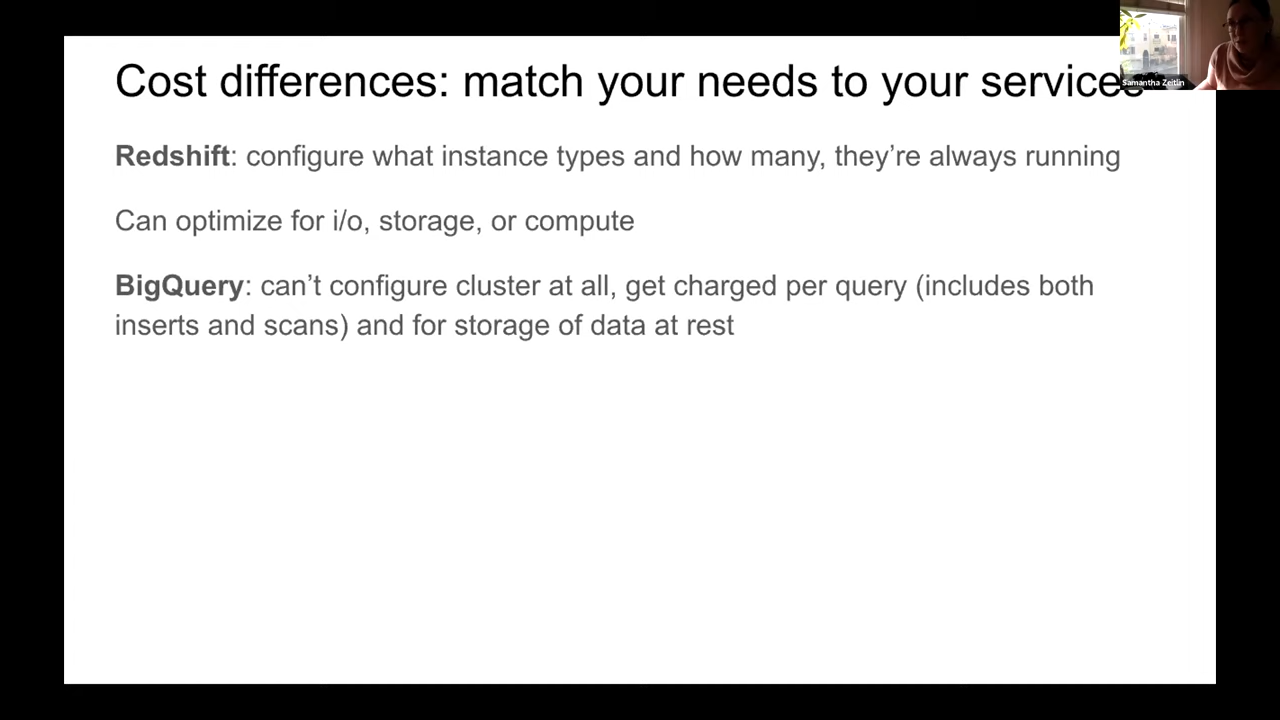 Cost differences: match your needs to your services
Samantha Zeitlin
Redshift: configure what instance types and how many, they’re always running
Can optimize for i/o, storage, or compute
BigQuery: can’t configure cluster at all, get charged per query (includes both
inserts and scans) and for storage of data at rest